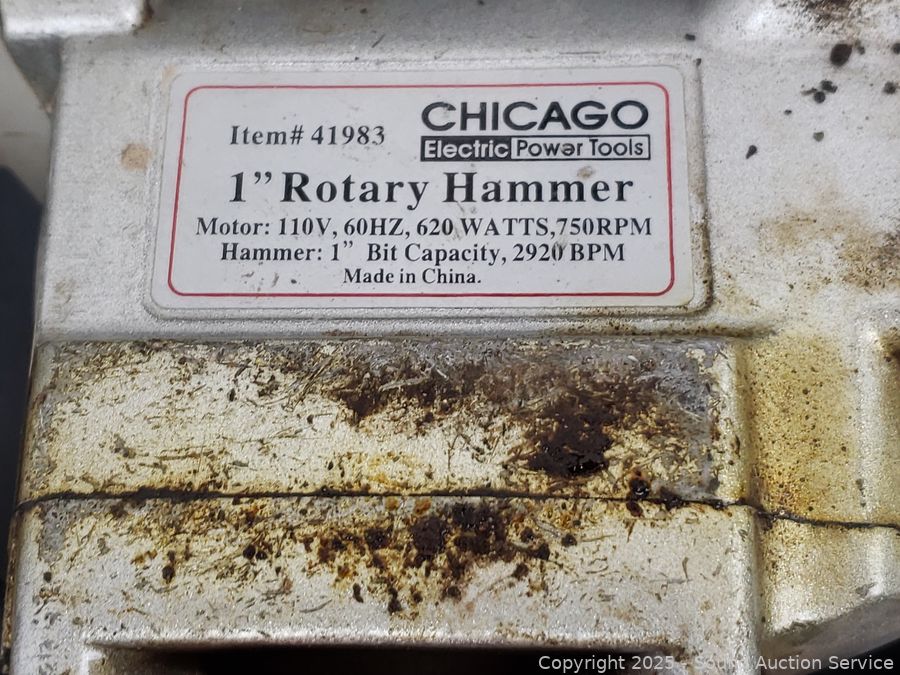 Item# 41983
CHICAGO
Electric Power Tools
1" Rotary Hammer
Motor: 110V, 60HZ, 620 WATTS,750RPM
Hammer: 1" Bit Capacity, 2920 BPM
Made in China.
Copyright 2025 - Sound Auction Service